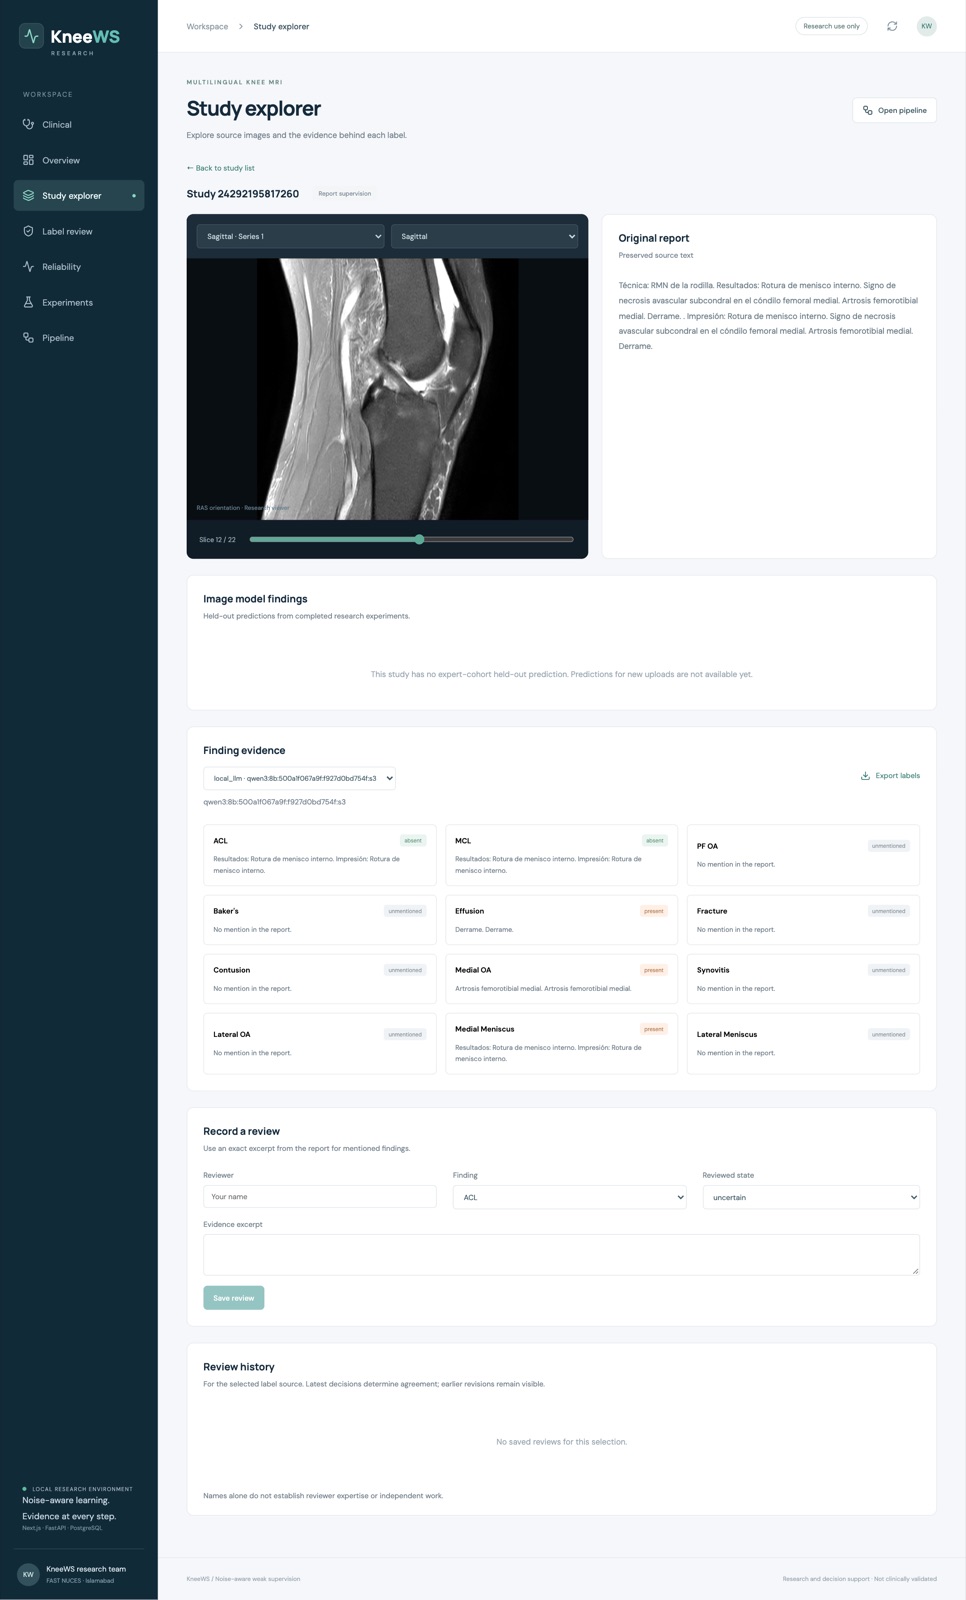 KneeWS
RESEARCH
WORKSPACE
Clinical
Overview
Study explorer
Label review
Reliability
Experiments
Pipeline
LOCAL RESEARCH ENVIRONMENT
Noise-aware learning.
Evidence at every step.
Next.js · FastAPI · PostgreSQL
KW
KneeWS research team
FAST NUCES · Islamabad
Workspace > Study explorer
Research use only
KW
MULTILINGUAL KNEE MRI
Study explorer
Explore source images and the evidence behind each label.
Open pipeline
← Back to study list
Study 24292195817260
Report supervision
Sagittal · Series 1
Sagittal
RAS orientation · Research viewer
Slice 12 / 22
Original report
Preserved source text
Técnica: RMN de la rodilla. Resultados: Rotura de menisco interno. Signo de
necrosis avascular subcondral en el cóndilo femoral medial. Artrosis femorotibial
medial. Derrame. . Impresión: Rotura de menisco interno. Signo de necrosis
avascular subcondral en el cóndilo femoral medial. Artrosis femorotibial medial.
Derrame.
Image model findings
Held-out predictions from completed research experiments.
This study has no expert-cohort held-out prediction. Predictions for new uploads are not available yet.
Finding evidence
local_llm · qwen3:8b:500a1f067a9f:f927d0bd754f:s3
Export labels
qwen3:8b:500a1f067a9f:f927d0bd754f:s3
ACL
absent
Resultados: Rotura de menisco interno. Impresión: Rotura de
menisco interno.
MCL
absent
Resultados: Rotura de menisco interno. Impresión: Rotura de
menisco interno.
PF OA
unmentioned
No mention in the report.
Baker's
unmentioned
No mention in the report.
Effusion
present
Derrame. Derrame.
Fracture
unmentioned
No mention in the report.
Contusion
unmentioned
No mention in the report.
Medial OA
present
Artrosis femorotibial medial. Artrosis femorotibial medial.
Synovitis
unmentioned
No mention in the report.
Lateral OA
unmentioned
No mention in the report.
Medial Meniscus
present
Resultados: Rotura de menisco interno. Impresión: Rotura de
menisco interno.
Lateral Meniscus
unmentioned
No mention in the report.
Record a review
Use an exact excerpt from the report for mentioned findings.
Reviewer
Your name
Finding
ACL
Reviewed state
uncertain
Evidence excerpt
Save review
Review history
For the selected label source. Latest decisions determine agreement; earlier revisions remain visible.
No saved reviews for this selection.
Names alone do not establish reviewer expertise or independent work.
KneeWS / Noise-aware weak supervision
Research and decision support · Not clinically validated